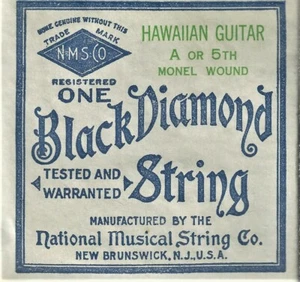 NONE GENUINE WITHOUT THIS
TRADE MARK
N.M.S.CO
REGISTERED
HAWAIIAN GUITAR
A OR 5TH
MONEL WOUND
ONE
Black Diamond
TESTED AND
WARRANTED
String
MANUFACTURED BY THE
National Musical String Co.
NEW BRUNSWICK, N.J., U.S.A.